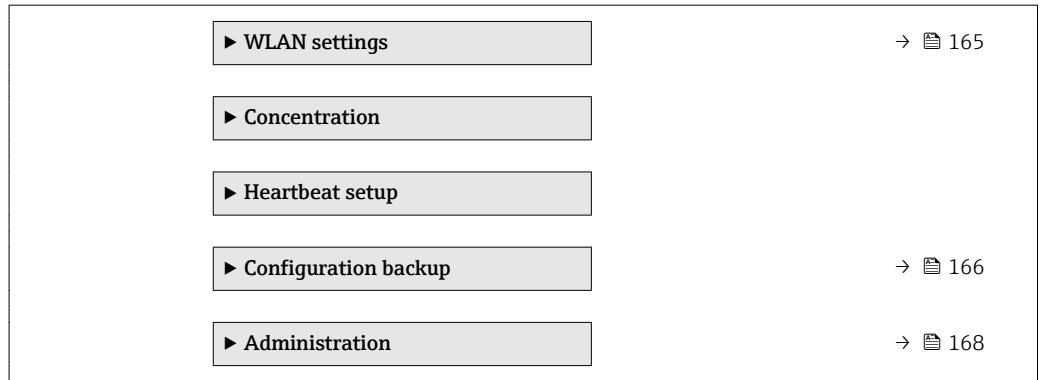 ▶ WLAN settings → 🖹 165
▶ Concentration
▶ Heartbeat setup
▶ Configuration backup → 🖹 166
▶ Administration → 🖹 168